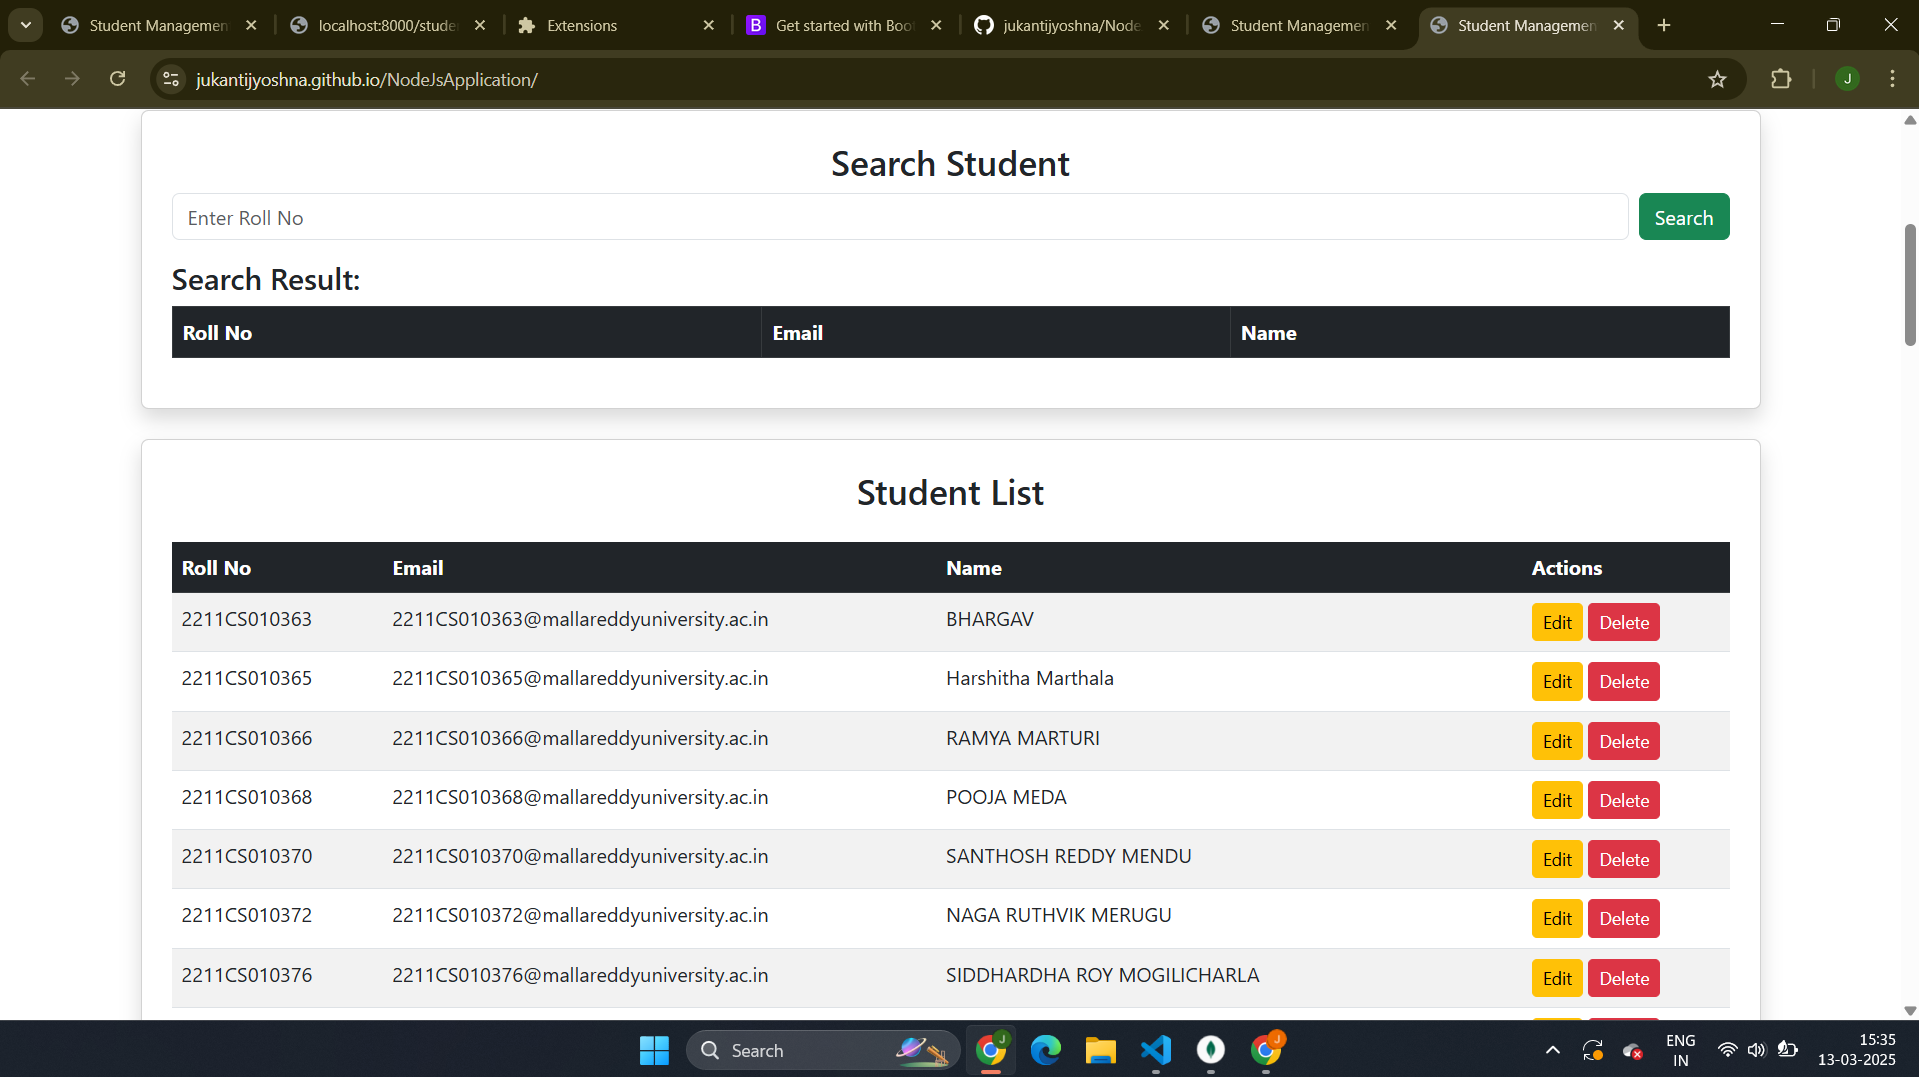 Student Managemen
localhost:8000/stude
Extensions
Get started with Boo
jukantijyoshna/Node
Student Managemen
Student Managemen
jukantijyoshna.github.io/NodeJsApplication/
J
Search Student
Enter Roll No
Search
Search Result:
Roll No Email Name
Student List
Roll No Email Name Actions
2211CS010363 2211CS010363@mallareddyuniversity.ac.in BHARGAV Edit Delete
2211CS010365 2211CS010365@mallareddyuniversity.ac.in Harshitha Marthala Edit Delete
2211CS010366 2211CS010366@mallareddyuniversity.ac.in RAMYA MARTURI Edit Delete
2211CS010368 2211CS010368@mallareddyuniversity.ac.in POOJA MEDA Edit Delete
2211CS010370 2211CS010370@mallareddyuniversity.ac.in SANTHOSH REDDY MENDU Edit Delete
2211CS010372 2211CS010372@mallareddyuniversity.ac.in NAGA RUTHVIK MERUGU Edit Delete
2211CS010376 2211CS010376@mallareddyuniversity.ac.in SIDDHARDHA ROY MOGILICHARLA Edit Delete
Search
J
J
ENG
IN
15:35
13-03-2025